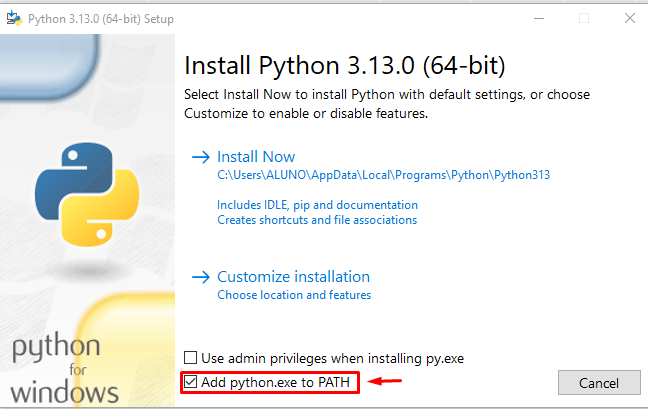 Python 3.13.0 (64-bit) Setup
Install Python 3.13.0 (64-bit)
Select Install Now to install Python with default settings, or choose
Customize to enable or disable features.
Install Now
C:\Users\ALUNO\AppData\Local\Programs\Python\Python313
Includes IDLE, pip and documentation
Creates shortcuts and file associations
Customize installation
Choose location and features
Use admin privileges when installing py.exe
Add python.exe to PATH
Cancel
python
for
windows